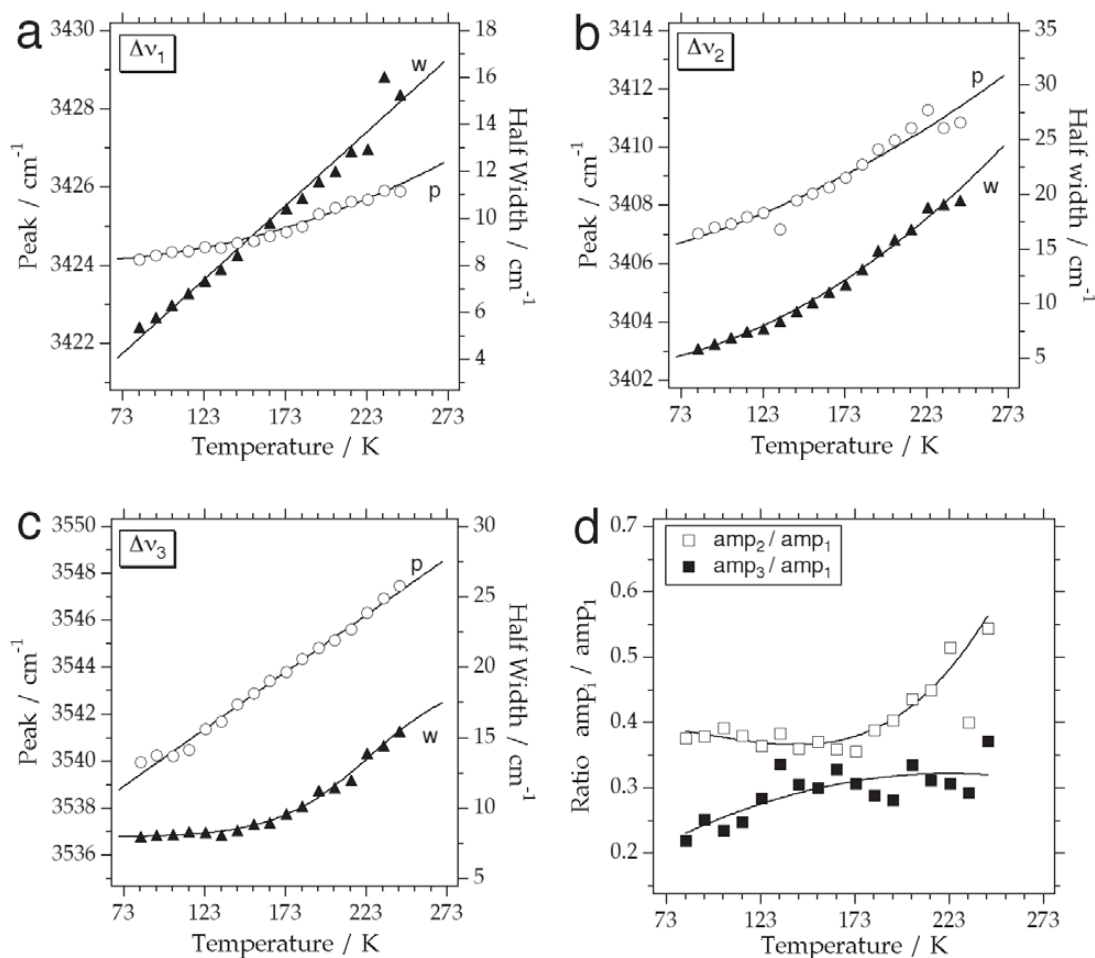 a
Δν1
3430
3428
3426
3424
3422
Peak / cm-1
18
16
14
12
10
8
6
4
Half Width / cm-1
w
p
73 123 173 223 273
Temperature / K
b
Δν2
3414
3412
3410
3408
3406
3404
3402
Peak / cm-1
35
30
25
20
15
10
5
Half width / cm-1
p
w
73 123 173 223 273
Temperature / K
c
Δν3
3550
3548
3546
3544
3542
3540
3538
3536
Peak / cm-1
30
25
20
15
10
5
Half Width / cm-1
p
w
73 123 173 223 273
Temperature / K
d
amp2 / amp1
amp3 / amp1
0.7
0.6
0.5
0.4
0.3
0.2
Ratio ampi / amp1
73 123 173 223 273
Temperature / K